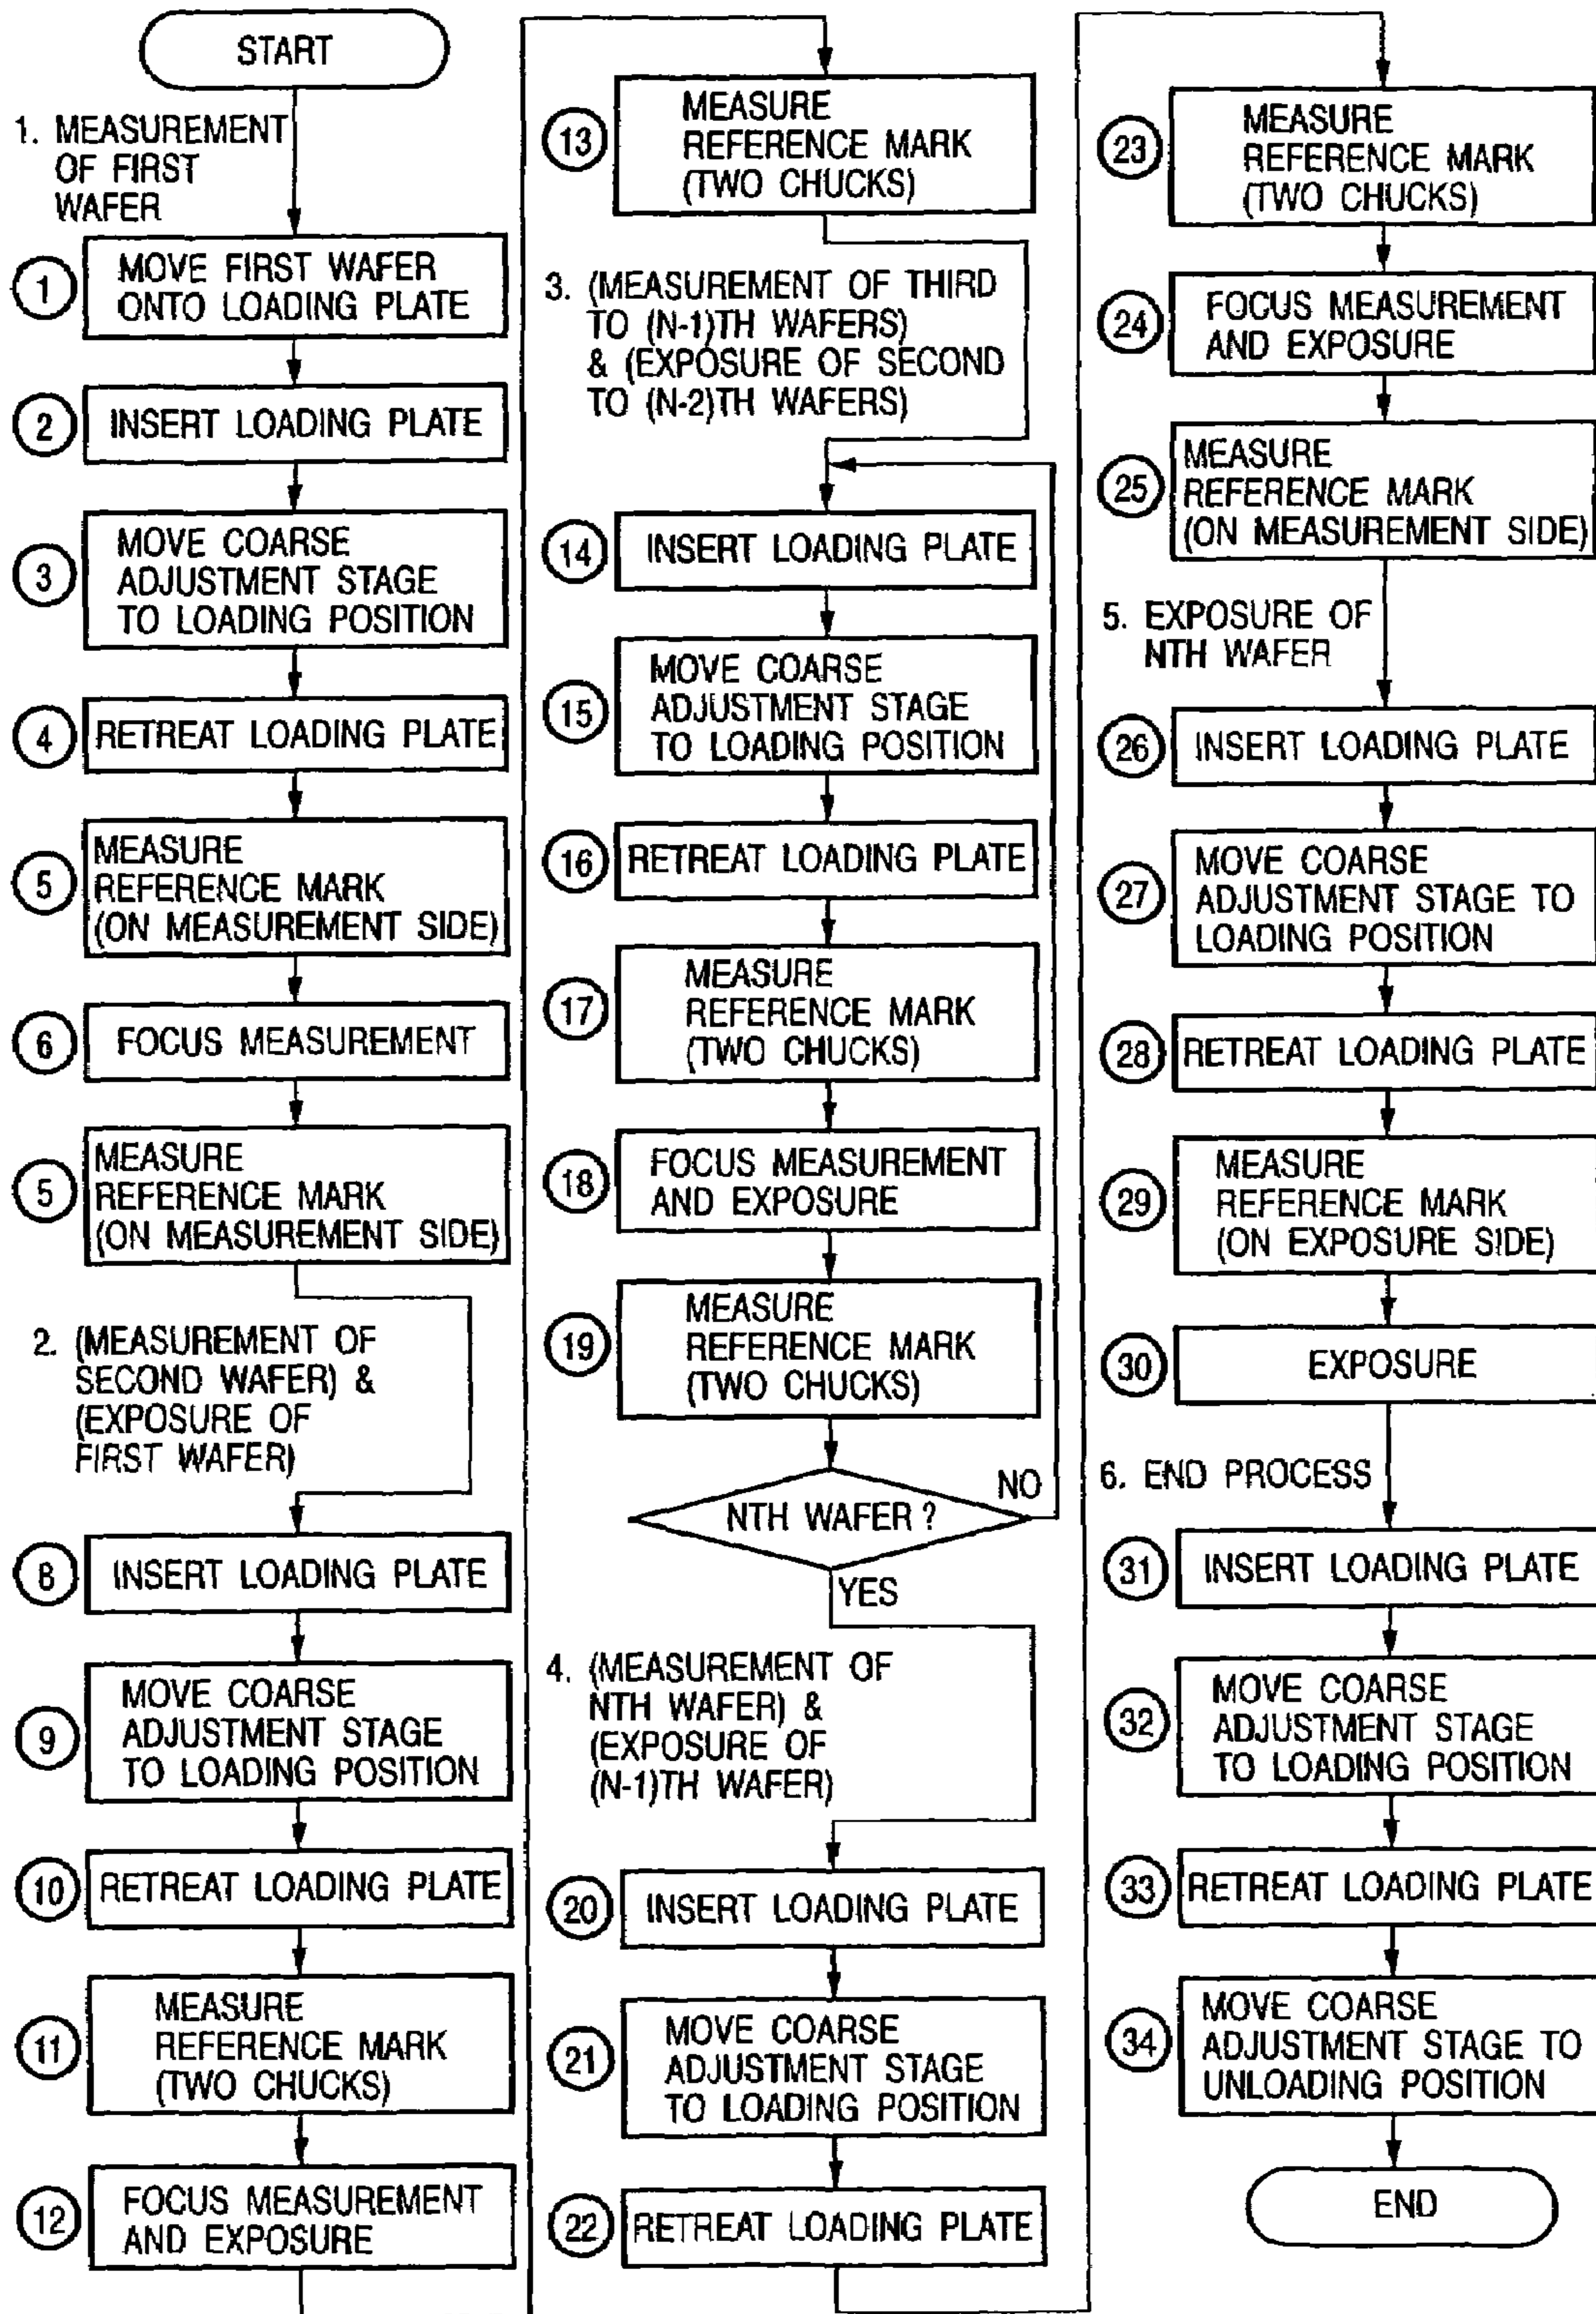 START
1. MEASUREMENT
OF FIRST
WAFER
1
MOVE FIRST WAFER
ONTO LOADING PLATE
2
INSERT LOADING PLATE
3
MOVE COARSE
ADJUSTMENT STAGE
TO LOADING POSITION
4
RETREAT LOADING PLATE
5
MEASURE
REFERENCE MARK
(ON MEASUREMENT SIDE)
6
FOCUS MEASUREMENT
5
MEASURE
REFERENCE MARK
(ON MEASUREMENT SIDE)
2. (MEASUREMENT OF
SECOND WAFER) &
(EXPOSURE OF
FIRST WAFER)
8
INSERT LOADING PLATE
9
MOVE COARSE
ADJUSTMENT STAGE
TO LOADING POSITION
10
RETREAT LOADING PLATE
11
MEASURE
REFERENCE MARK
(TWO CHUCKS)
12
FOCUS MEASUREMENT
AND EXPOSURE
13
MEASURE
REFERENCE MARK
(TWO CHUCKS)
3. (MEASUREMENT OF THIRD
TO (N-1)TH WAFERS)
& (EXPOSURE OF SECOND
TO (N-2)TH WAFERS)
14
INSERT LOADING PLATE
15
MOVE COARSE
ADJUSTMENT STAGE
TO LOADING POSITION
16
RETREAT LOADING PLATE
17
MEASURE
REFERENCE MARK
(TWO CHUCKS)
18
FOCUS MEASUREMENT
AND EXPOSURE
19
MEASURE
REFERENCE MARK
(TWO CHUCKS)
NTH WAFER ?
NO
YES
4. (MEASUREMENT OF
NTH WAFER) &
(EXPOSURE OF
(N-1)TH WAFER)
20
INSERT LOADING PLATE
21
MOVE COARSE
ADJUSTMENT STAGE
TO LOADING POSITION
22
RETREAT LOADING PLATE
23
MEASURE
REFERENCE MARK
(TWO CHUCKS)
24
FOCUS MEASUREMENT
AND EXPOSURE
25
MEASURE
REFERENCE MARK
(ON MEASUREMENT SIDE)
5. EXPOSURE OF
NTH WAFER
26
INSERT LOADING PLATE
27
MOVE COARSE
ADJUSTMENT STAGE TO
LOADING POSITION
28
RETREAT LOADING PLATE
29
MEASURE
REFERENCE MARK
(ON EXPOSURE SIDE)
30
EXPOSURE
6. END PROCESS
31
INSERT LOADING PLATE
32
MOVE COARSE
ADJUSTMENT STAGE
TO LOADING POSITION
33
RETREAT LOADING PLATE
34
MOVE COARSE
ADJUSTMENT STAGE TO
UNLOADING POSITION
END